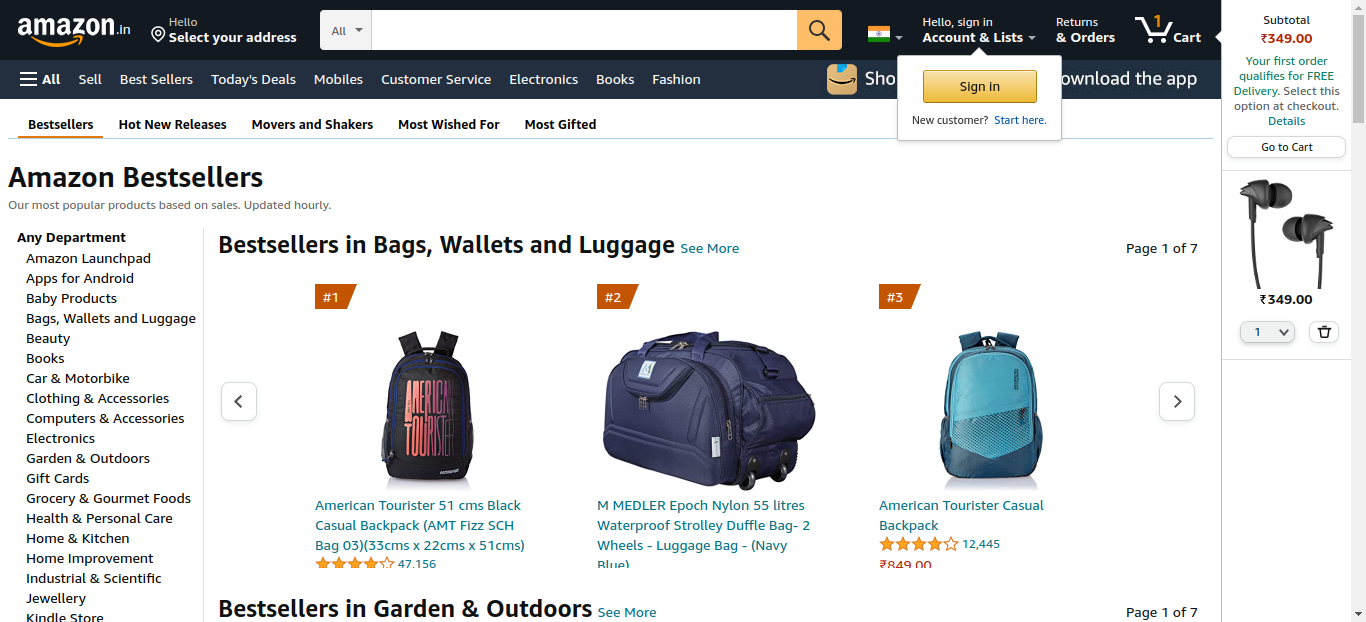 amazon.in
Hello
Select your address
All
Hello, sign in
Account & Lists
Returns
& Orders
1
Cart
All
Sell
Best Sellers
Today's Deals
Mobiles
Customer Service
Electronics
Books
Fashion
Sho
ownload the app
Sign in
New customer? Start here.
Bestsellers
Hot New Releases
Movers and Shakers
Most Wished For
Most Gifted
Amazon Bestsellers
Our most popular products based on sales. Updated hourly.
Any Department
Amazon Launchpad
Apps for Android
Baby Products
Bags, Wallets and Luggage
Beauty
Books
Car & Motorbike
Clothing & Accessories
Computers & Accessories
Electronics
Garden & Outdoors
Gift Cards
Grocery & Gourmet Foods
Health & Personal Care
Home & Kitchen
Home Improvement
Industrial & Scientific
Jewellery
Kindle Store
Bestsellers in Bags, Wallets and Luggage See More
Page 1 of 7
#1
AMERICAN
TOURISTER
American Tourister 51 cms Black
Casual Backpack (AMT Fizz SCH
Bag 03)(33cms x 22cms x 51cms)
47,156
#2
M MEDLER Epoch Nylon 55 litres
Waterproof Strolley Duffle Bag- 2
Wheels - Luggage Bag - (Navy
Blue)
#3
American Tourister Casual
Backpack
12,445
₹849.00
Bestsellers in Garden & Outdoors See More
Page 1 of 7
Subtotal
₹349.00
Your first order
qualifies for FREE
Delivery. Select this
option at checkout.
Details
Go to Cart
₹349.00
1